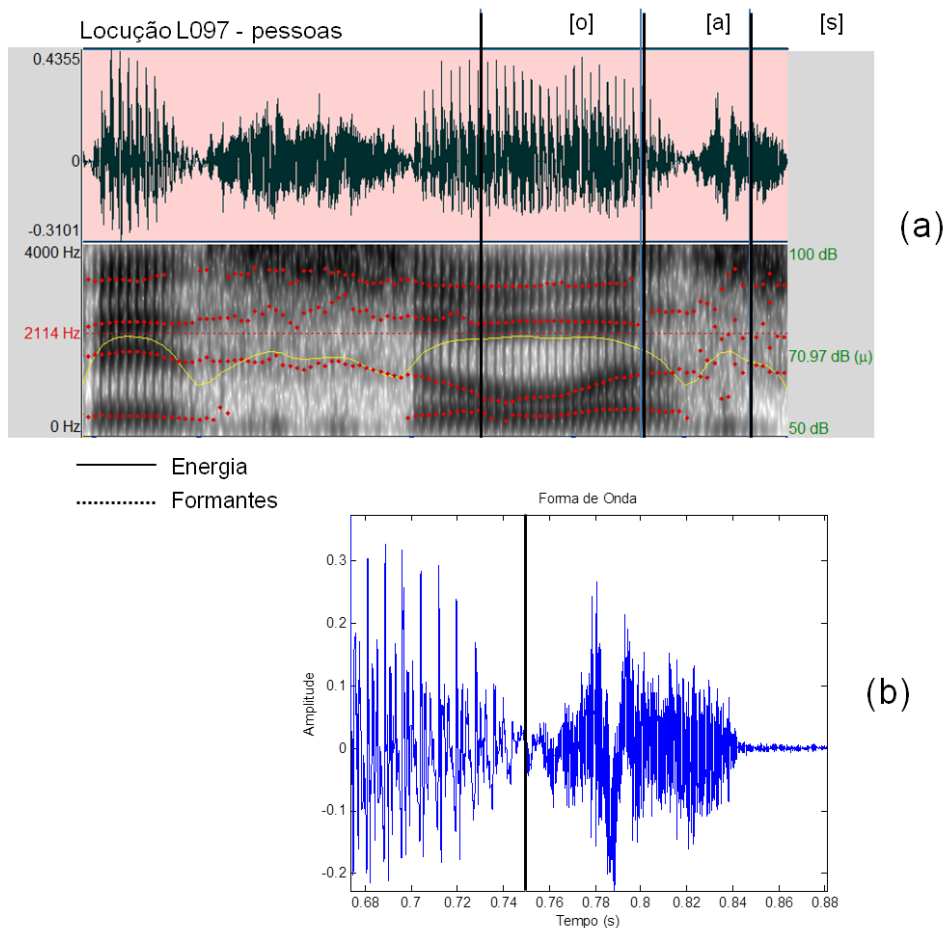 Locução L097 - pessoas [o] [a] [s]
0.4355
0
-0.3101
(a)
4000 Hz 100 dB
2114 Hz
70.97 dB (µ)
0 Hz 50 dB
Energia
Formantes
Forma de Onda
0.3
0.2
0.1
0
-0.1
-0.2
Amplitude
(b)
0.68 0.7 0.72 0.74 0.76 0.78 0.8 0.82 0.84 0.86 0.88
Tempo (s)